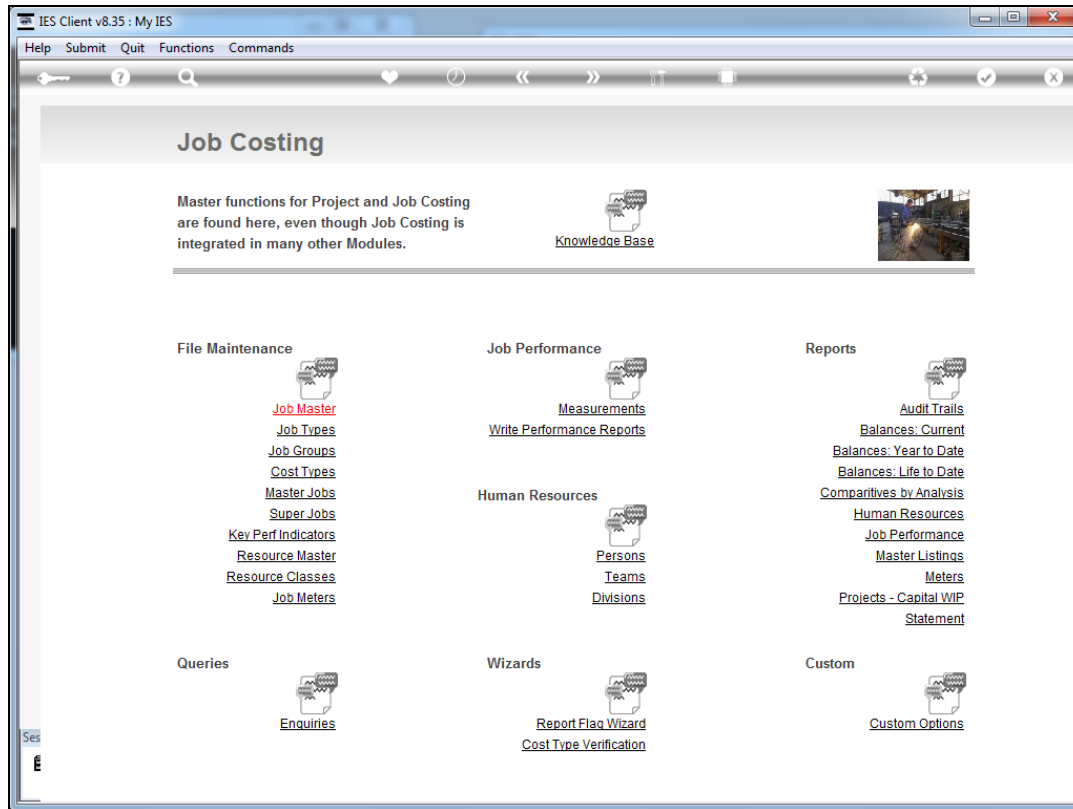 IES Client v8.35 : My IES
Help Submit Quit Functions Commands
Job Costing
Master functions for Project and Job Costing
are found here, even though Job Costing is
integrated in many other Modules.
Knowledge Base
File Maintenance
Job Master
Job Types
Job Groups
Cost Types
Master Jobs
Super Jobs
Key Perf Indicators
Resource Master
Resource Classes
Job Meters
Job Performance
Measurements
Write Performance Reports
Human Resources
Persons
Teams
Divisions
Reports
Audit Trails
Balances: Current
Balances: Year to Date
Balances: Life to Date
Comparitives by Analysis
Human Resources
Job Performance
Master Listings
Meters
Projects - Capital WIP
Statement
Queries
Enquiries
Wizards
Report Flag Wizard
Cost Type Verification
Custom
Custom Options
Ses